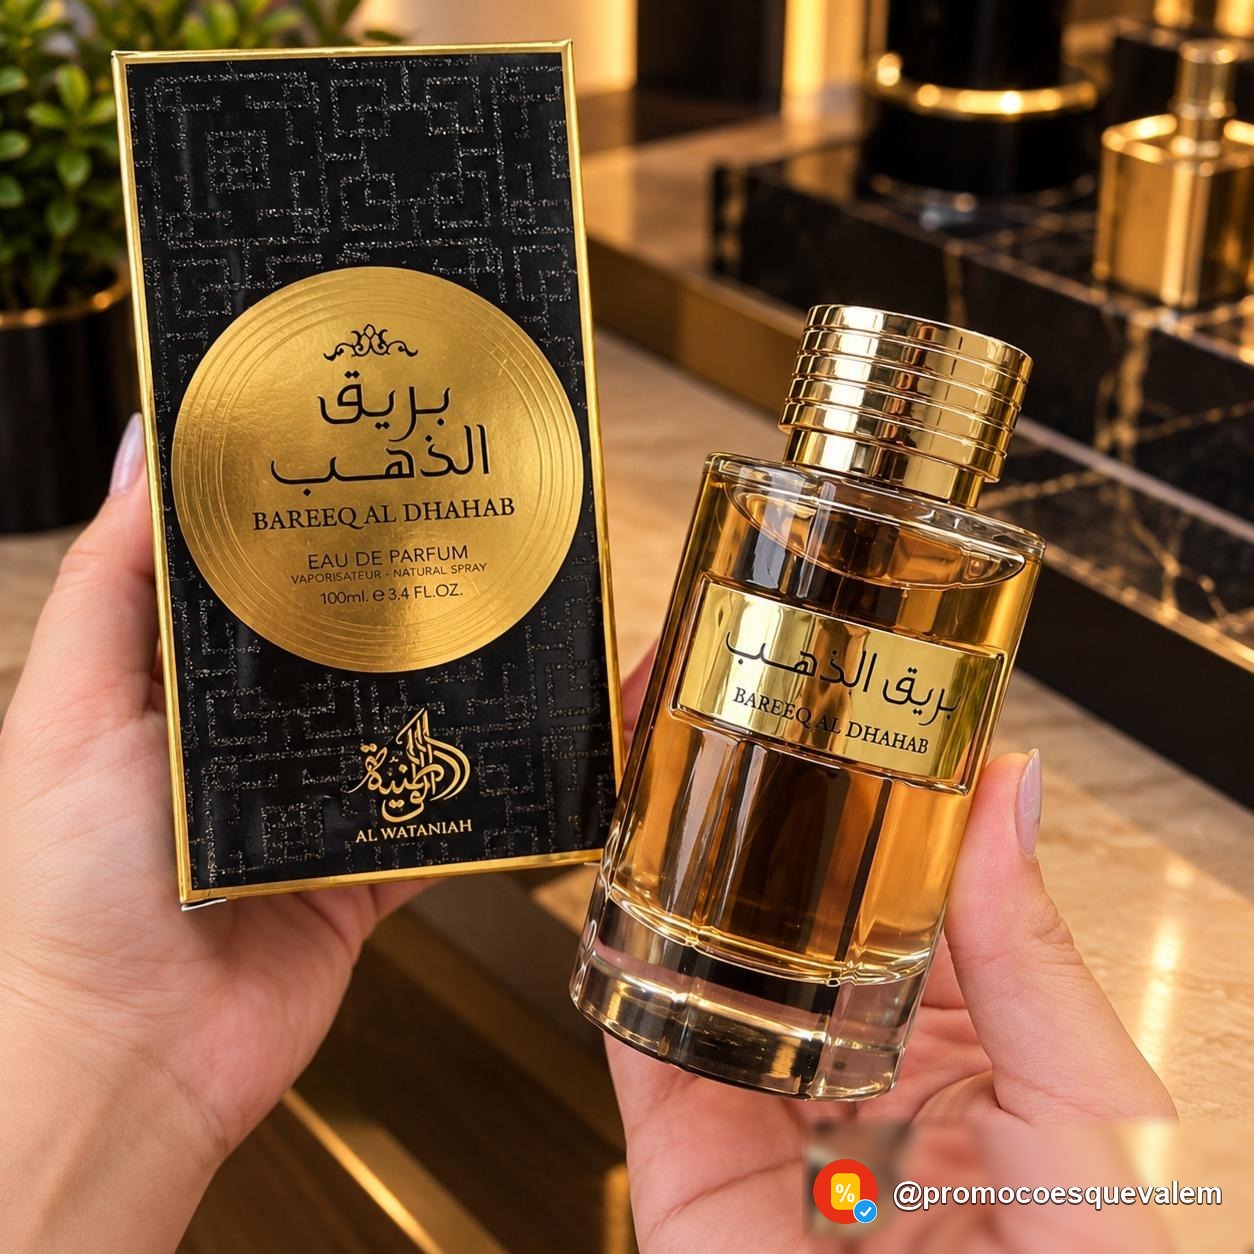 بريق
الذهب
BAREEQ AL DHAHAB
EAU DE PARFUM
VAPORISATEUR - NATURAL SPRAY
100ml. e 3.4 FL.OZ.
الوطنية
AL WATANIAH
بريق الذهب
BAREEQ AL DHAHAB
%
@promocoesquevalem